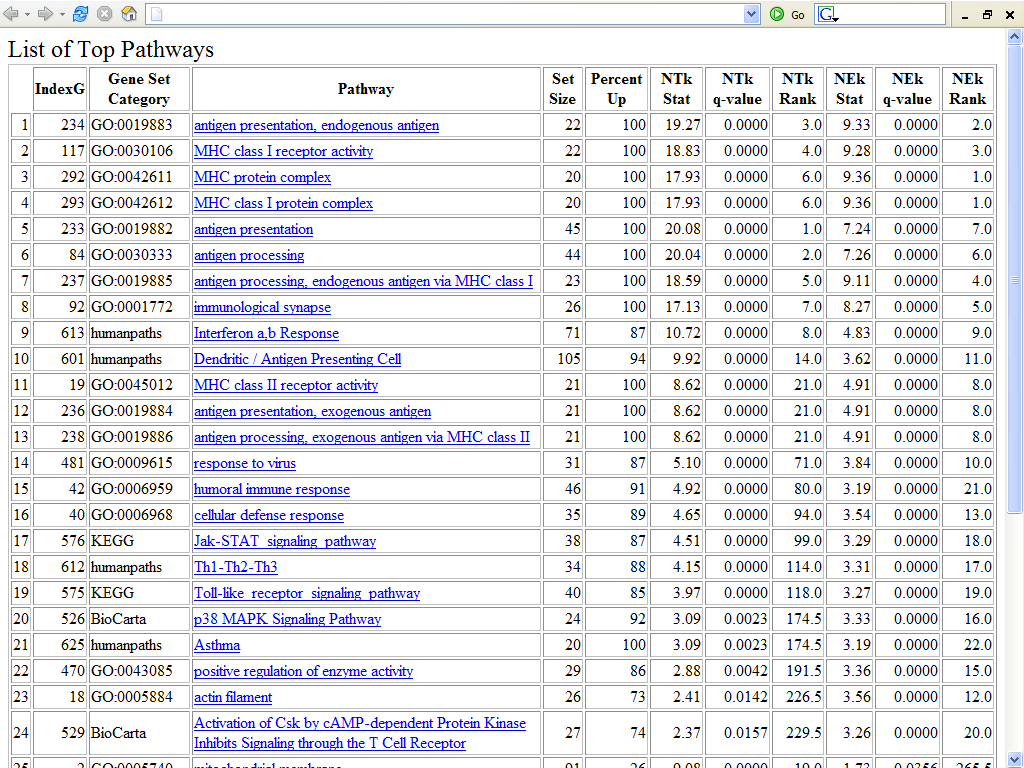 Go
G
List of Top Pathways
IndexG Gene Set Category Pathway Set Size Percent Up NTk Stat NTk q-value NTk Rank NEk Stat NEk q-value NEk Rank
1 234 GO:0019883 antigen presentation, endogenous antigen 22 100 19.27 0.0000 3.0 9.33 0.0000 2.0
2 117 GO:0030106 MHC class I receptor activity 22 100 18.83 0.0000 4.0 9.28 0.0000 3.0
3 292 GO:0042611 MHC protein complex 20 100 17.93 0.0000 6.0 9.36 0.0000 1.0
4 293 GO:0042612 MHC class I protein complex 20 100 17.93 0.0000 6.0 9.36 0.0000 1.0
5 233 GO:0019882 antigen presentation 45 100 20.08 0.0000 1.0 7.24 0.0000 7.0
6 84 GO:0030333 antigen processing 44 100 20.04 0.0000 2.0 7.26 0.0000 6.0
7 237 GO:0019885 antigen processing, endogenous antigen via MHC class I 23 100 18.59 0.0000 5.0 9.11 0.0000 4.0
8 92 GO:0001772 immunological synapse 26 100 17.13 0.0000 7.0 8.27 0.0000 5.0
9 613 humanpaths Interferon a,b Response 71 87 10.72 0.0000 8.0 4.83 0.0000 9.0
10 601 humanpaths Dendritic / Antigen Presenting Cell 105 94 9.92 0.0000 14.0 3.62 0.0000 11.0
11 19 GO:0045012 MHC class II receptor activity 21 100 8.62 0.0000 21.0 4.91 0.0000 8.0
12 236 GO:0019884 antigen presentation, exogenous antigen 21 100 8.62 0.0000 21.0 4.91 0.0000 8.0
13 238 GO:0019886 antigen processing, exogenous antigen via MHC class II 21 100 8.62 0.0000 21.0 4.91 0.0000 8.0
14 481 GO:0009615 response to virus 31 87 5.10 0.0000 71.0 3.84 0.0000 10.0
15 42 GO:0006959 humoral immune response 46 91 4.92 0.0000 80.0 3.19 0.0000 21.0
16 40 GO:0006968 cellular defense response 35 89 4.65 0.0000 94.0 3.54 0.0000 13.0
17 576 KEGG Jak-STAT_signaling_pathway 38 87 4.51 0.0000 99.0 3.29 0.0000 18.0
18 612 humanpaths Th1-Th2-Th3 34 88 4.15 0.0000 114.0 3.31 0.0000 17.0
19 575 KEGG Toll-like_receptor_signaling_pathway 40 85 3.97 0.0000 118.0 3.27 0.0000 19.0
20 526 BioCarta p38 MAPK Signaling Pathway 24 92 3.09 0.0023 174.5 3.33 0.0000 16.0
21 625 humanpaths Asthma 20 100 3.09 0.0023 174.5 3.19 0.0000 22.0
22 470 GO:0043085 positive regulation of enzyme activity 29 86 2.88 0.0042 191.5 3.36 0.0000 15.0
23 18 GO:0005884 actin filament 26 73 2.41 0.0142 226.5 3.56 0.0000 12.0
24 529 BioCarta Activation of Csk by cAMP-dependent Protein Kinase Inhibits Signaling through the T Cell Receptor 27 74 2.37 0.0157 229.5 3.26 0.0000 20.0
25 2 GO:0005740 mitochondrial membrane 91 26 9.08 0.0000 19.0 1.73 0.0356 265.5